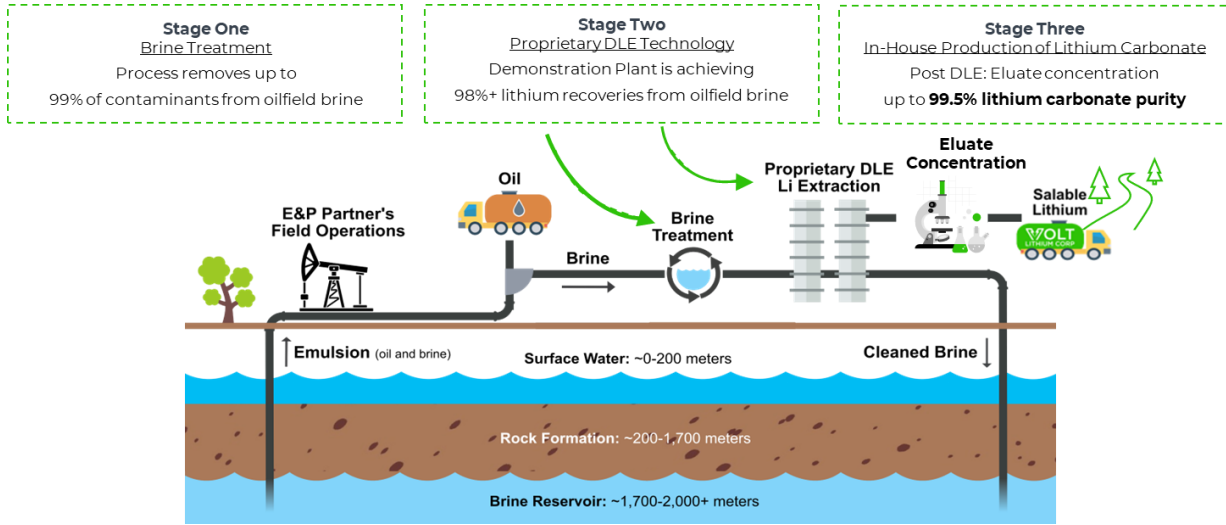 Stage One
Brine Treatment
Process removes up to
99% of contaminants from oilfield brine
Stage Two
Proprietary DLE Technology
Demonstration Plant is achieving
98%+ lithium recoveries from oilfield brine
Stage Three
In-House Production of Lithium Carbonate
Post DLE: Eluate concentration
up to 99.5% lithium carbonate purity
E&P Partner's
Field Operations
Oil
Brine
Brine
Treatment
Proprietary DLE
Li Extraction
Eluate
Concentration
Salable
Lithium
VOLT
LITHIUM CORP
Emulsion (oil and brine)
Surface Water: ~0-200 meters
Cleaned Brine
Rock Formation: ~200-1,700 meters
Brine Reservoir: ~1,700-2,000+ meters